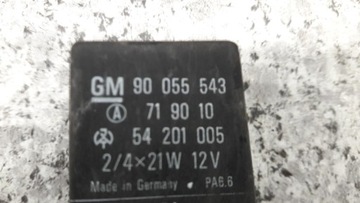 GM 90 055 543
A 71 90 10
54 201 005
2/4×21W 12V
Made in Germany · PA6.6